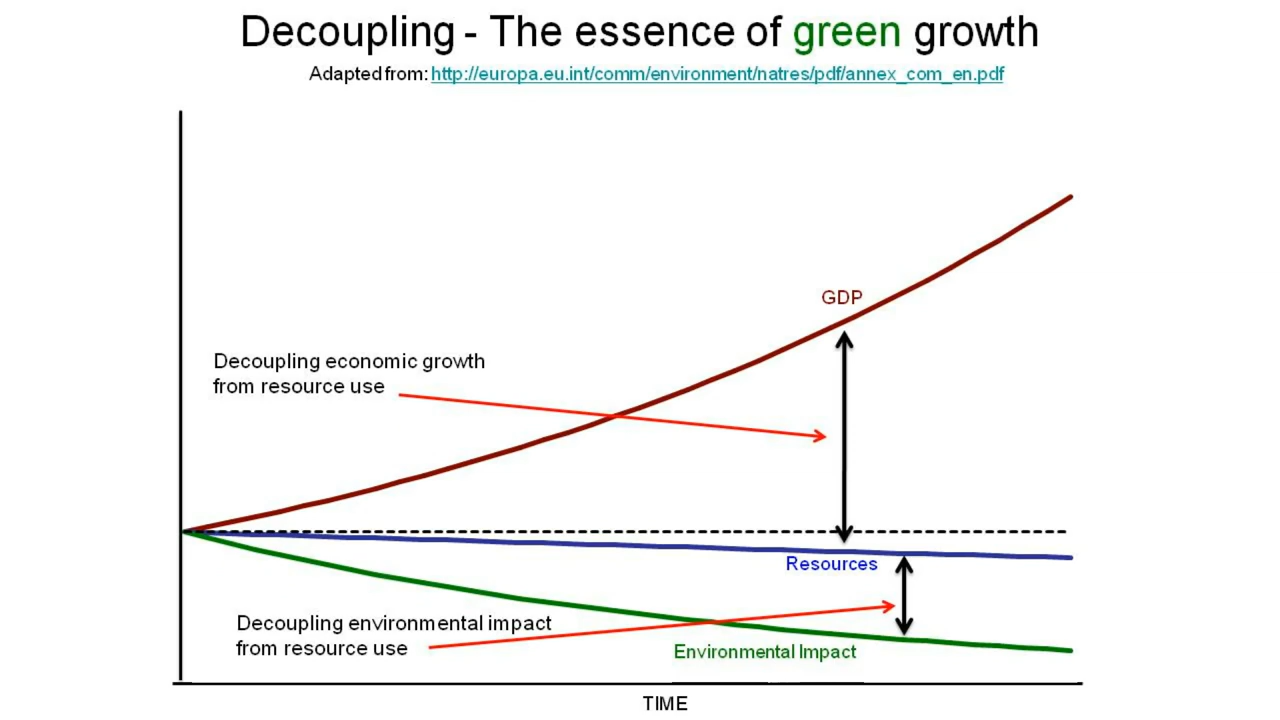 Decoupling - The essence of green growth
Adapted from: http://europa.eu.int/comm/environment/natres/pdf/annex_com_en.pdf
GDP
Decoupling economic growth
from resource use
Resources
Decoupling environmental impact
from resource use
Environmental Impact
TIME